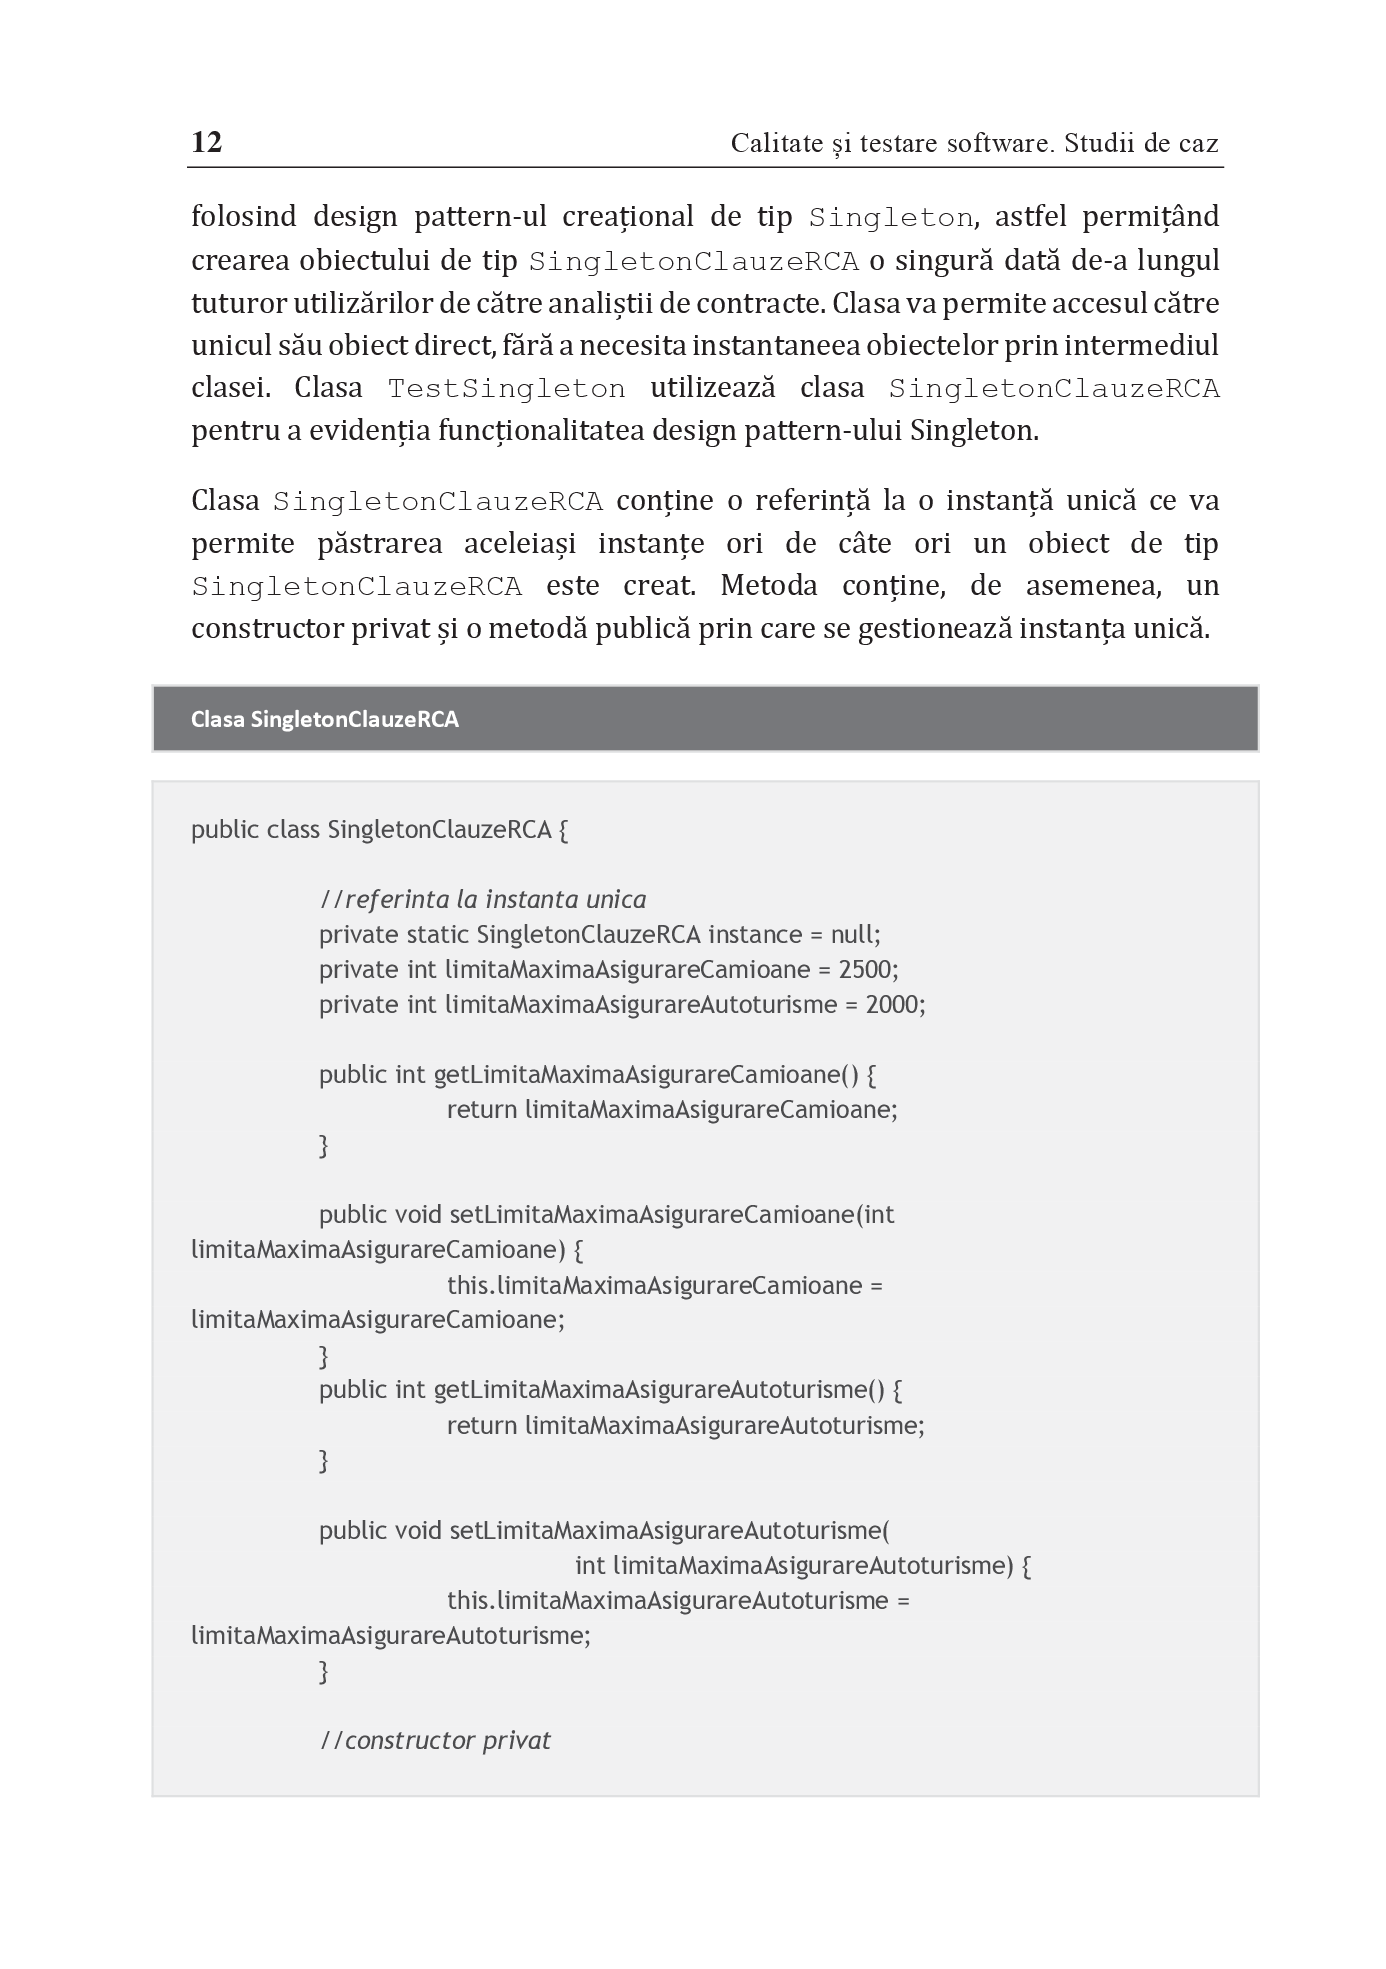 12 Calitate și testare software. Studii de caz
folosind design pattern-ul creațional de tip Singleton, astfel permițând
crearea obiectului de tip SingletonClauzeRCA o singură dată de-a lungul
tuturor utilizărilor de către analiștii de contracte. Clasa va permite accesul către
unicul său obiect direct, fără a necesita instantaneea obiectelor prin intermediul
clasei. Clasa TestSingleton utilizează clasa SingletonClauzeRCA
pentru a evidenția funcționalitatea design pattern-ului Singleton.
Clasa SingletonClauzeRCA conține o referință la o instanță unică ce va
permite păstrarea aceleiași instanțe ori de câte ori un obiect de tip
SingletonClauzeRCA este creat. Metoda conține, de asemenea, un
constructor privat și o metodă publică prin care se gestionează instanța unică.
Clasa SingletonClauzeRCA
public class SingletonClauzeRCA {
//referinta la instanta unica
private static SingletonClauzeRCA instance = null;
private int limitaMaximaAsigurareCamioane = 2500;
private int limitaMaximaAsigurareAutoturisme = 2000;
public int getLimitaMaximaAsigurareCamioane() {
return limitaMaximaAsigurareCamioane;
}
public void setLimitaMaximaAsigurareCamioane(int
limitaMaximaAsigurareCamioane) {
this.limitaMaximaAsigurareCamioane =
limitaMaximaAsigurareCamioane;
}
public int getLimitaMaximaAsigurareAutoturisme() {
return limitaMaximaAsigurareAutoturisme;
}
public void setLimitaMaximaAsigurareAutoturisme(
int limitaMaximaAsigurareAutoturisme) {
this.limitaMaximaAsigurareAutoturisme =
limitaMaximaAsigurareAutoturisme;
}
//constructor privat